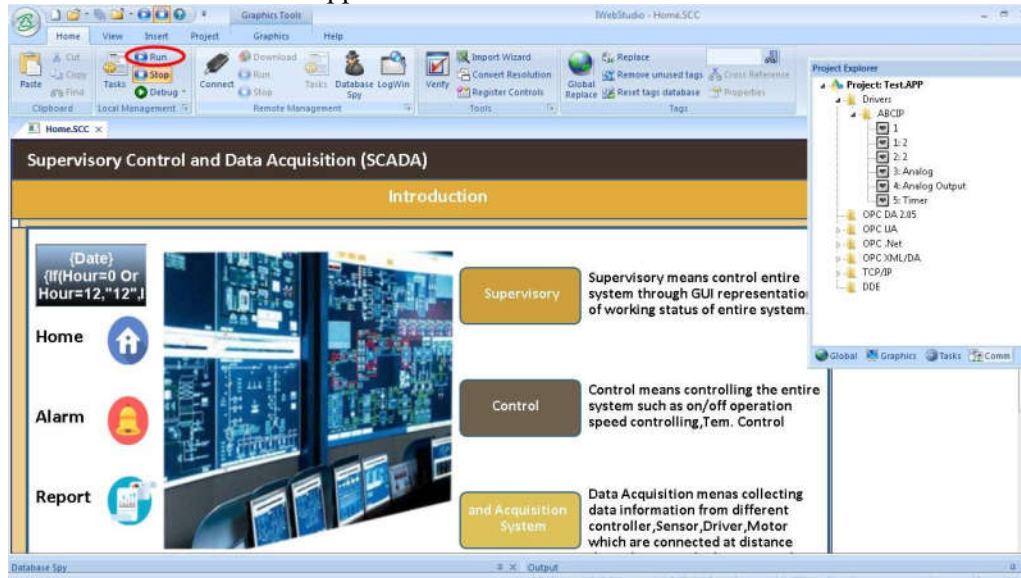 Graphics Tools
IWebStudio - Home.SCC
Home View Insert Project Graphics Help
Paste
Cut
Copy
Find
Clipboard
Tasks
Run
Stop
Debug
Local Management
Connect
Download
Run
Stop
Tasks
Database Spy
LogWin
Remote Management
Verify
Import Wizard
Convert Resolution
Register Controls
Tools
Global Replace
Replace
Remove unused tags
Reset tags database
Cross Reference
Properties
Tags
Home.SCC
Project Explorer
Project: Test.APP
Drivers
ABCIP
1
1: 2
2: 2
3: Analog
4: Analog Output
5: Timer
OPC DA 2.05
OPC UA
OPC .Net
OPC XML/DA
TCP/IP
DDE
Global Graphics Tasks Comm
Supervisory Control and Data Acquisition (SCADA)
Introduction
{Date}
{If(Hour=0 Or
Hour=12,"12",
Home
Alarm
Report
Supervisory
Supervisory means control entire
system through GUI representation
of working status of entire system.
Control
Control means controlling the entire
system such as on/off operation
speed controlling,Tem. Control
and Acquisition
System
Data Acquisition menas collecting
data information from different
controller,Sensor,Driver,Motor
which are connected at distance
Database Spy
Output